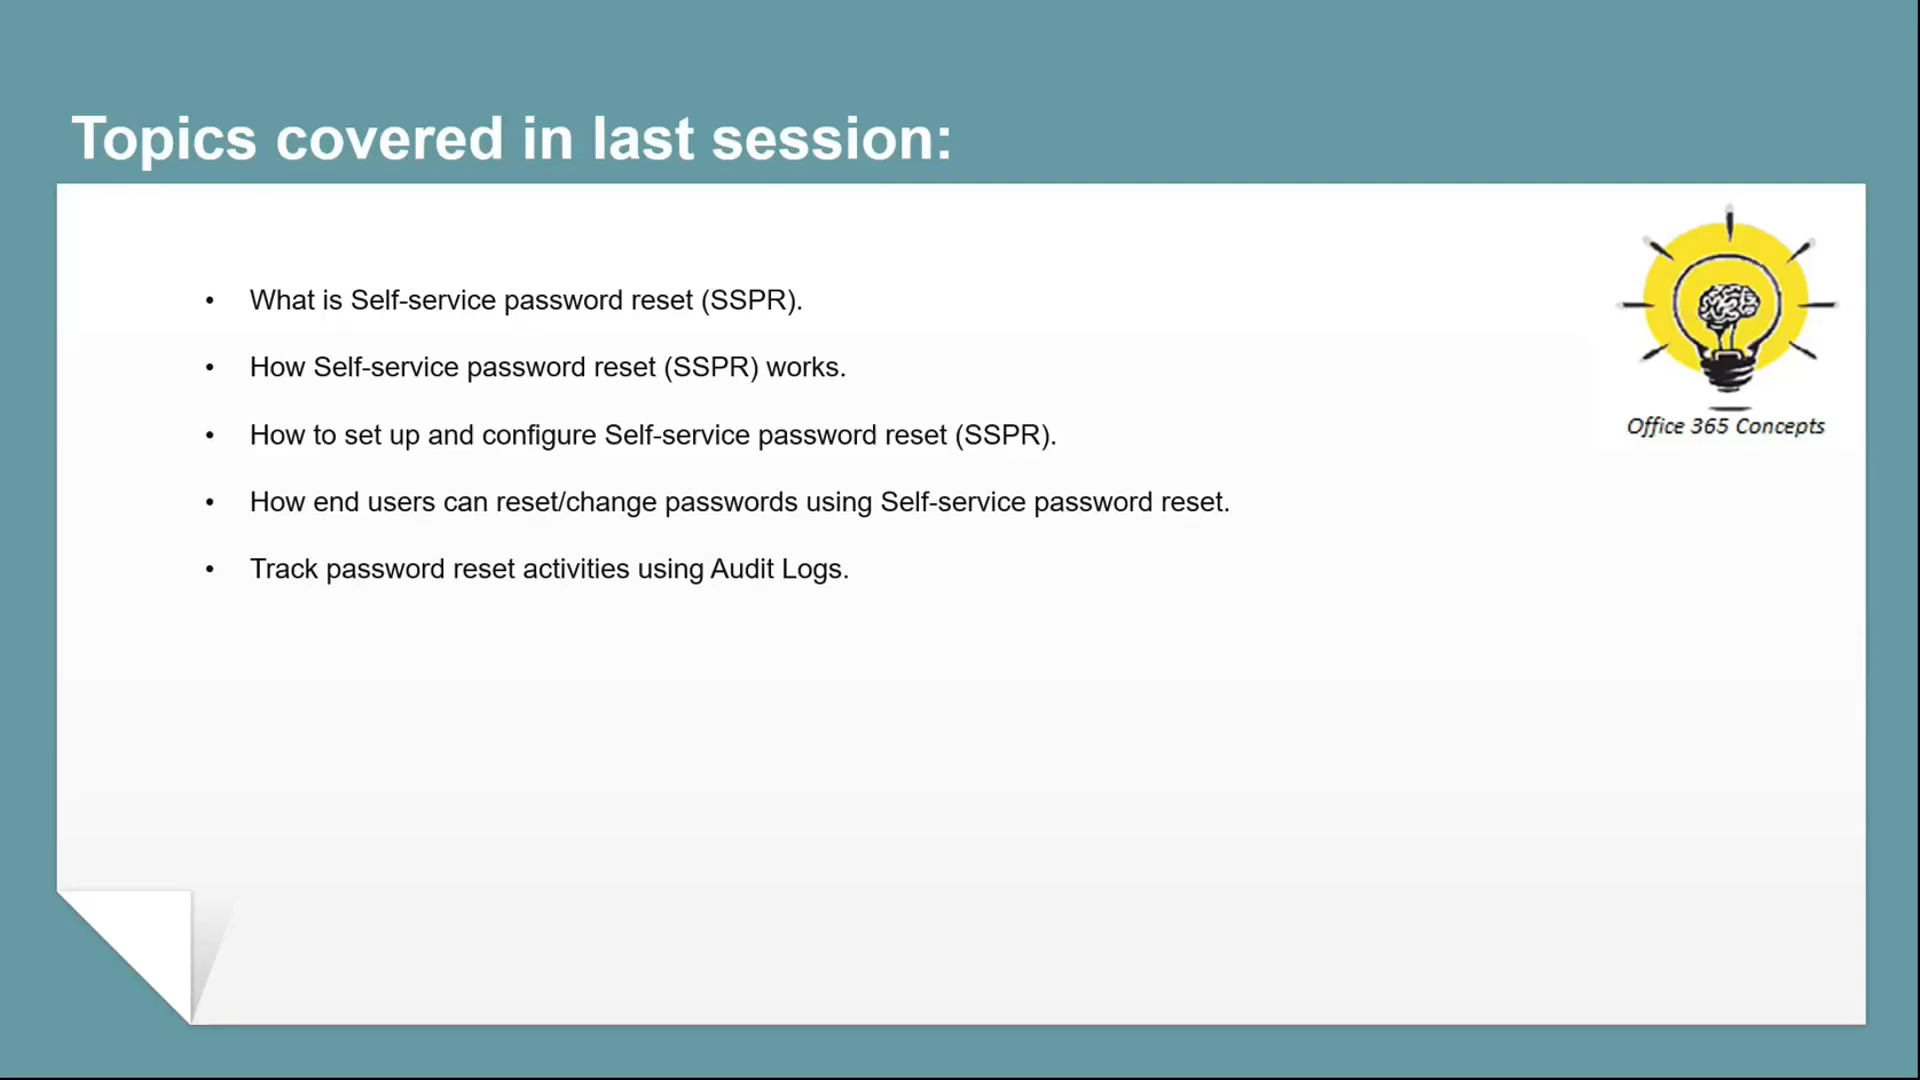 Topics covered in last session:
• What is Self-service password reset (SSPR).
• How Self-service password reset (SSPR) works.
• How to set up and configure Self-service password reset (SSPR).
• How end users can reset/change passwords using Self-service password reset.
• Track password reset activities using Audit Logs.
Office 365 Concepts